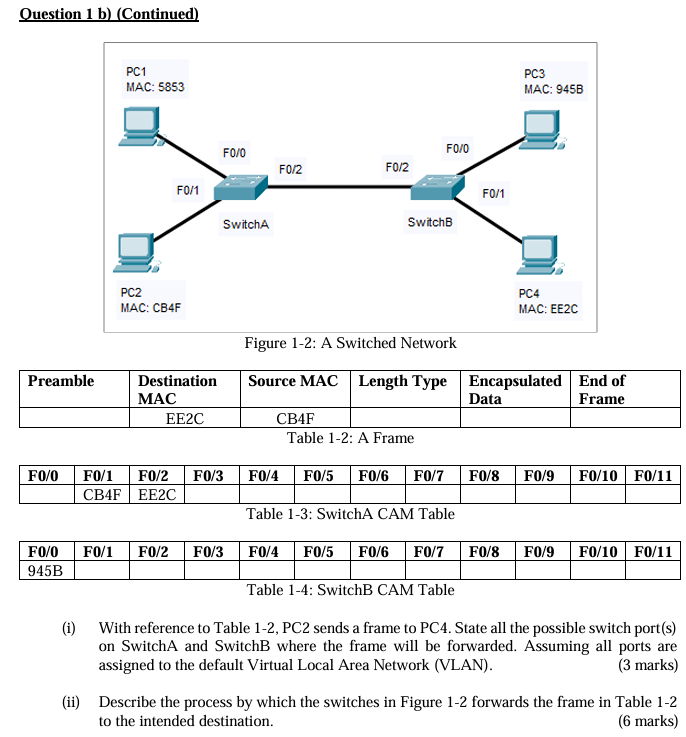 Question 1 b) (Continued)
PC1
MAC: 5853
PC3
MAC: 945B
F0/0
F0/0
F0/2
F0/2
F0/1
F0/1
SwitchA
SwitchB
PC2
MAC: CB4F
PC4
MAC: EE2C
Figure 1-2: A Switched Network
Preamble Destination MAC Source MAC Length Type Encapsulated Data End of Frame
EE2C CB4F
Table 1-2: A Frame
F0/0 F0/1 F0/2 F0/3 F0/4 F0/5 F0/6 F0/7 F0/8 F0/9 F0/10 F0/11
CB4F EE2C
Table 1-3: SwitchA CAM Table
F0/0 F0/1 F0/2 F0/3 F0/4 F0/5 F0/6 F0/7 F0/8 F0/9 F0/10 F0/11
945B
Table 1-4: SwitchB CAM Table
(i) With reference to Table 1-2, PC2 sends a frame to PC4. State all the possible switch port(s)
on SwitchA and SwitchB where the frame will be forwarded. Assuming all ports are
assigned to the default Virtual Local Area Network (VLAN). (3 marks)
(ii) Describe the process by which the switches in Figure 1-2 forwards the frame in Table 1-2
to the intended destination. (6 marks)